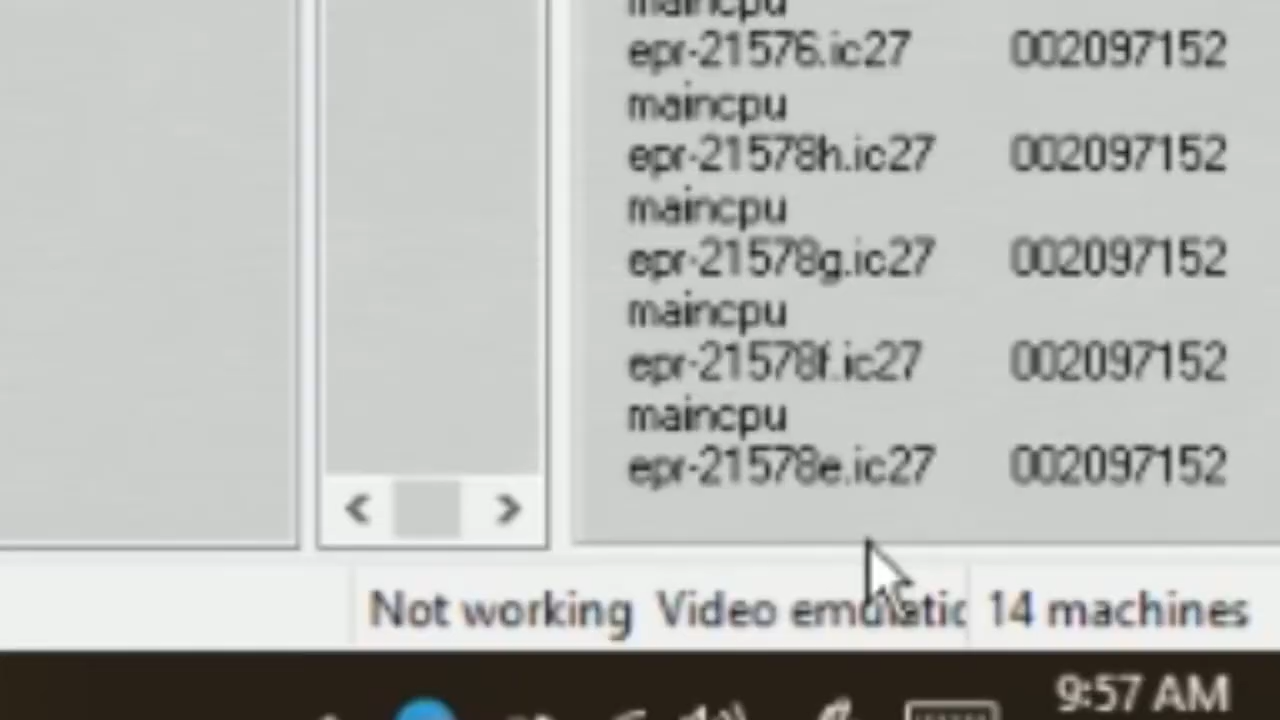 maincpu
epr-21576.ic27 002097152
maincpu
epr-21578h.ic27 002097152
maincpu
epr-21578g.ic27 002097152
maincpu
epr-21578f.ic27 002097152
maincpu
epr-21578e.ic27 002097152
Not working Video emulatic 14 machines
9:57 AM